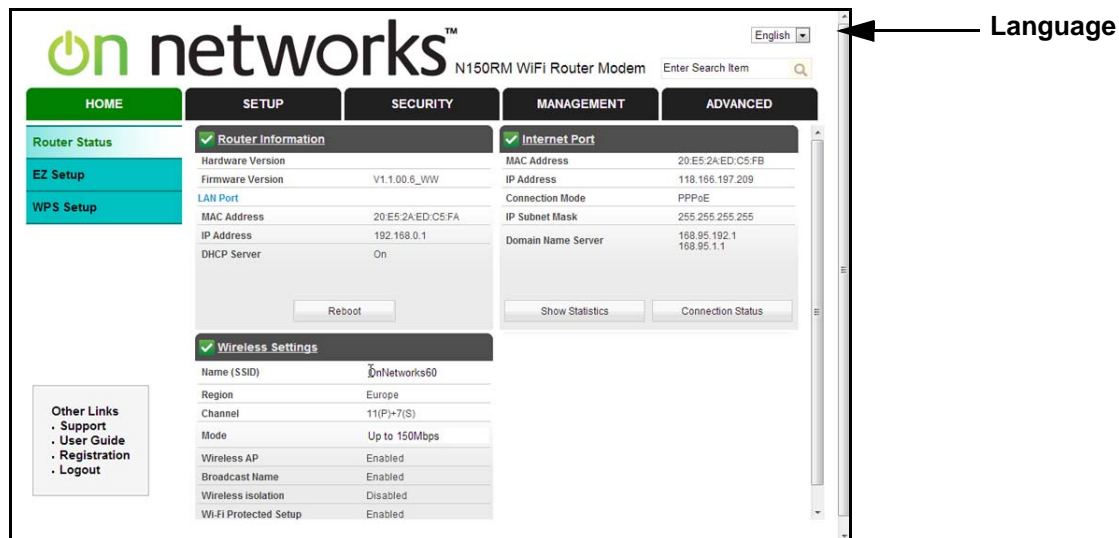 on networks™
N150RM WiFi Router Modem
English
Enter Search Item
Language
HOME SETUP SECURITY MANAGEMENT ADVANCED
Router Status
EZ Setup
WPS Setup
Router Information
Hardware Version
Firmware Version V1.1.00.6_WW
LAN Port
MAC Address 20:E5:2A:ED:C5:FA
IP Address 192.168.0.1
DHCP Server On
Reboot
Internet Port
MAC Address 20:E5:2A:ED:C5:FB
IP Address 118.166.197.209
Connection Mode PPPoE
IP Subnet Mask 255.255.255.255
Domain Name Server 168.95.192.1
168.95.1.1
Show Statistics Connection Status
Wireless Settings
Name (SSID) OnNetworks60
Region Europe
Channel 11(P)+7(S)
Mode Up to 150Mbps
Wireless AP Enabled
Broadcast Name Enabled
Wireless isolation Disabled
Wi-Fi Protected Setup Enabled
Other Links
. Support
. User Guide
. Registration
. Logout